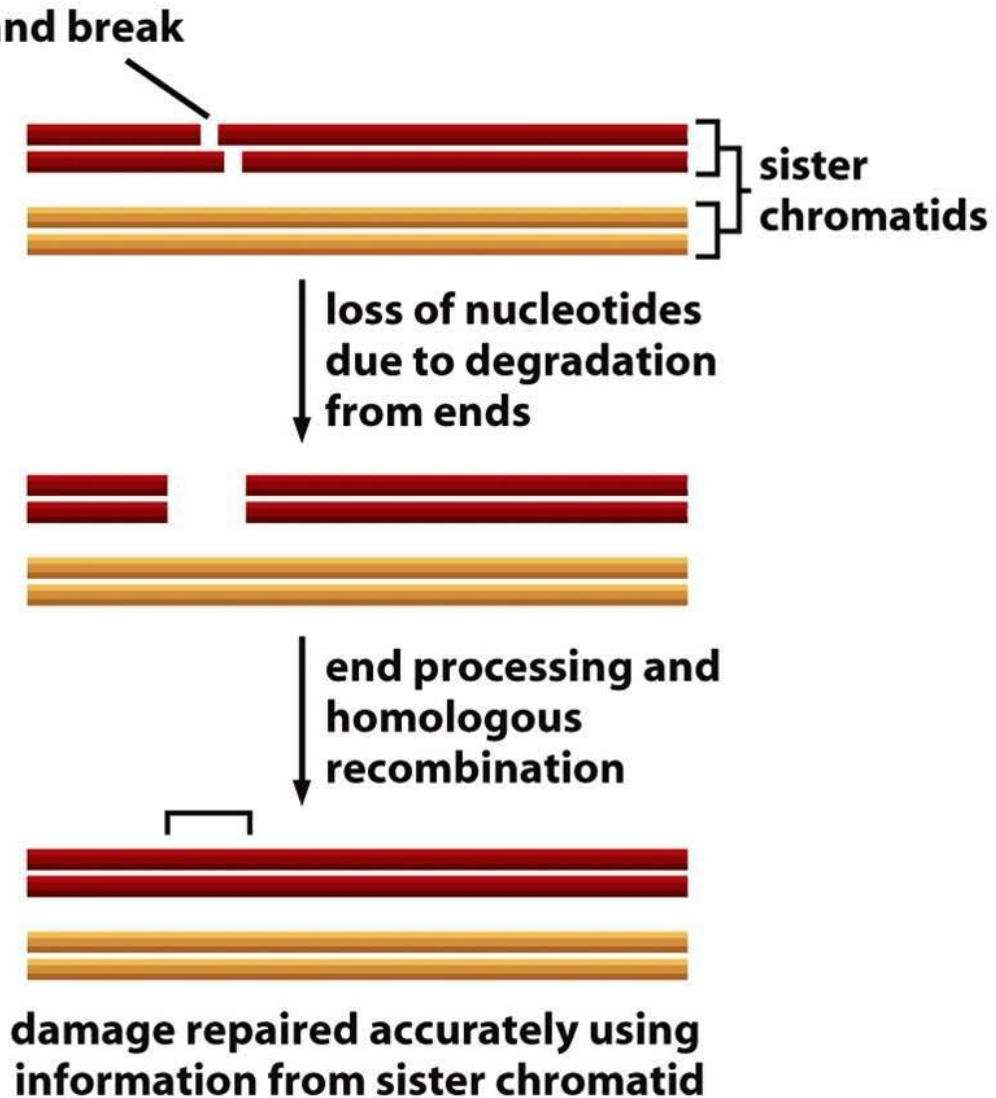 and break
sister
chromatids
loss of nucleotides
due to degradation
from ends
end processing and
homologous
recombination
damage repaired accurately using
information from sister chromatid